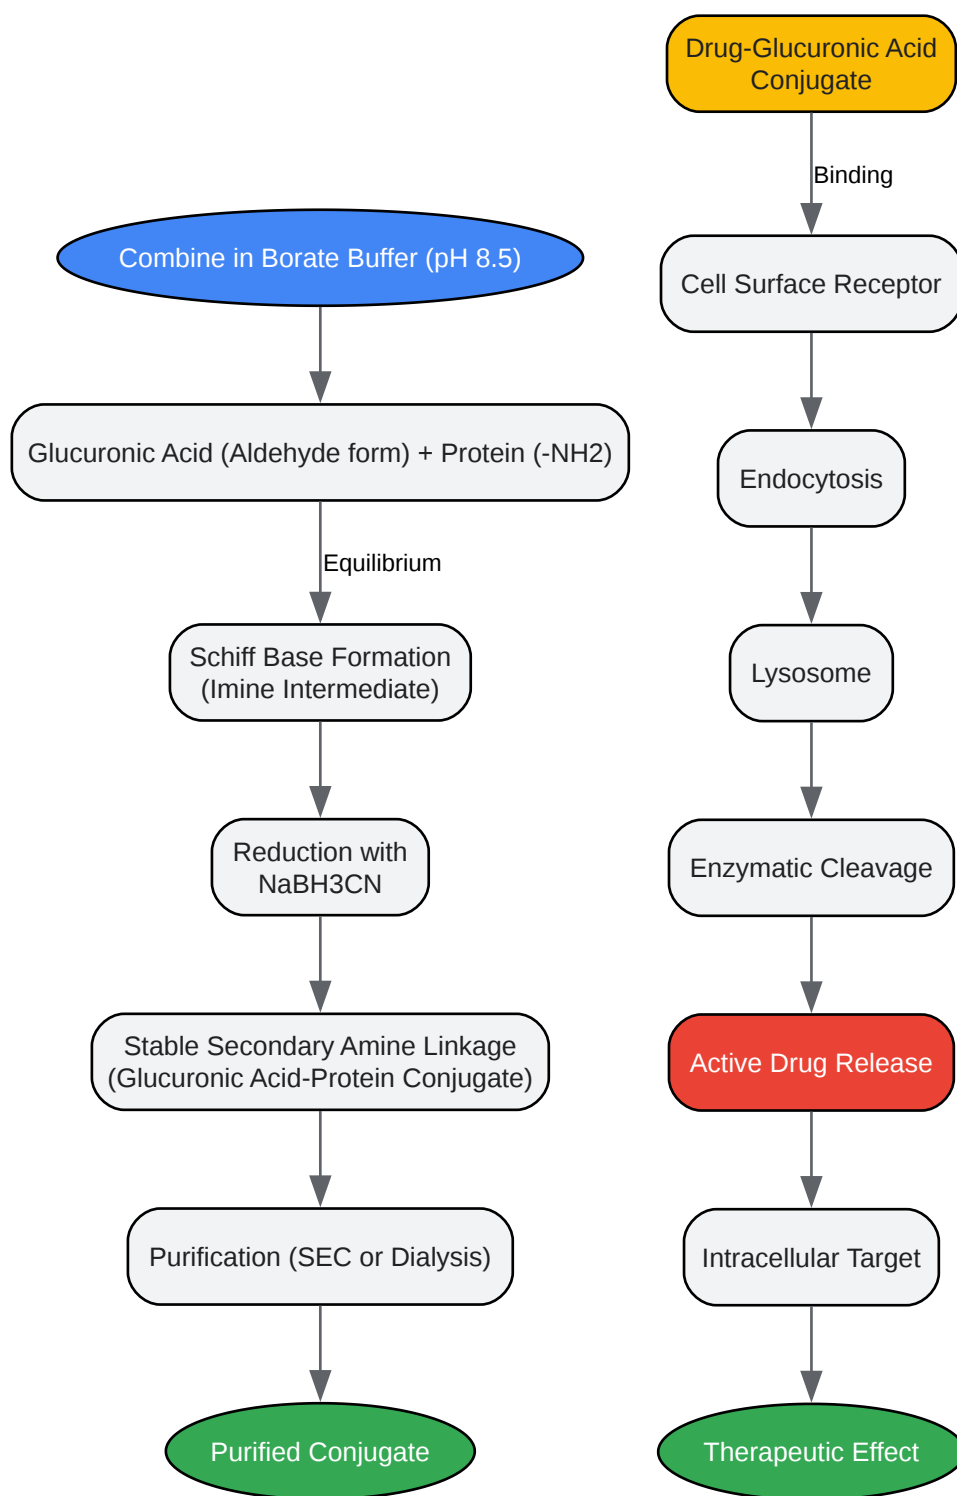 Combine in Borate Buffer (pH 8.5)
Glucuronic Acid (Aldehyde form) + Protein (-NH2)
Equilibrium
Schiff Base Formation
(Imine Intermediate)
Reduction with
NaBH3CN
Stable Secondary Amine Linkage
(Glucuronic Acid-Protein Conjugate)
Purification (SEC or Dialysis)
Purified Conjugate
Drug-Glucuronic Acid
Conjugate
Binding
Cell Surface Receptor
Endocytosis
Lysosome
Enzymatic Cleavage
Active Drug Release
Intracellular Target
Therapeutic Effect